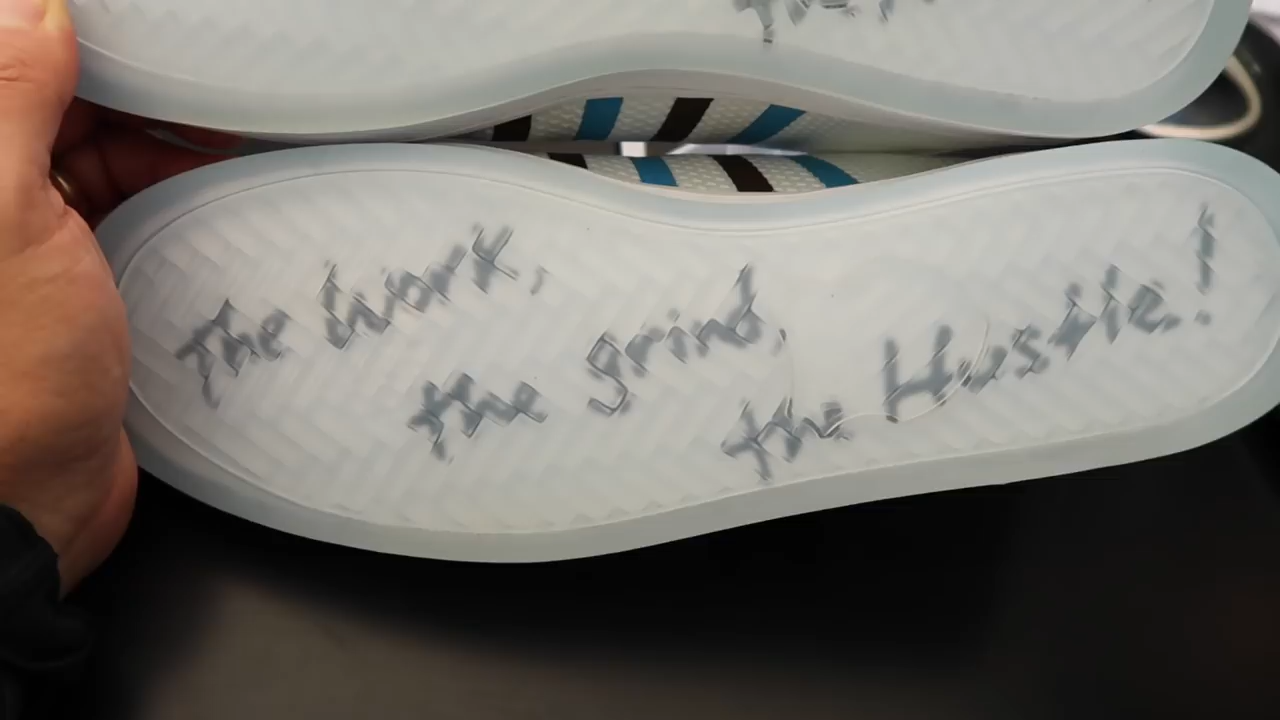 the work,
the grind,
the Hustle!